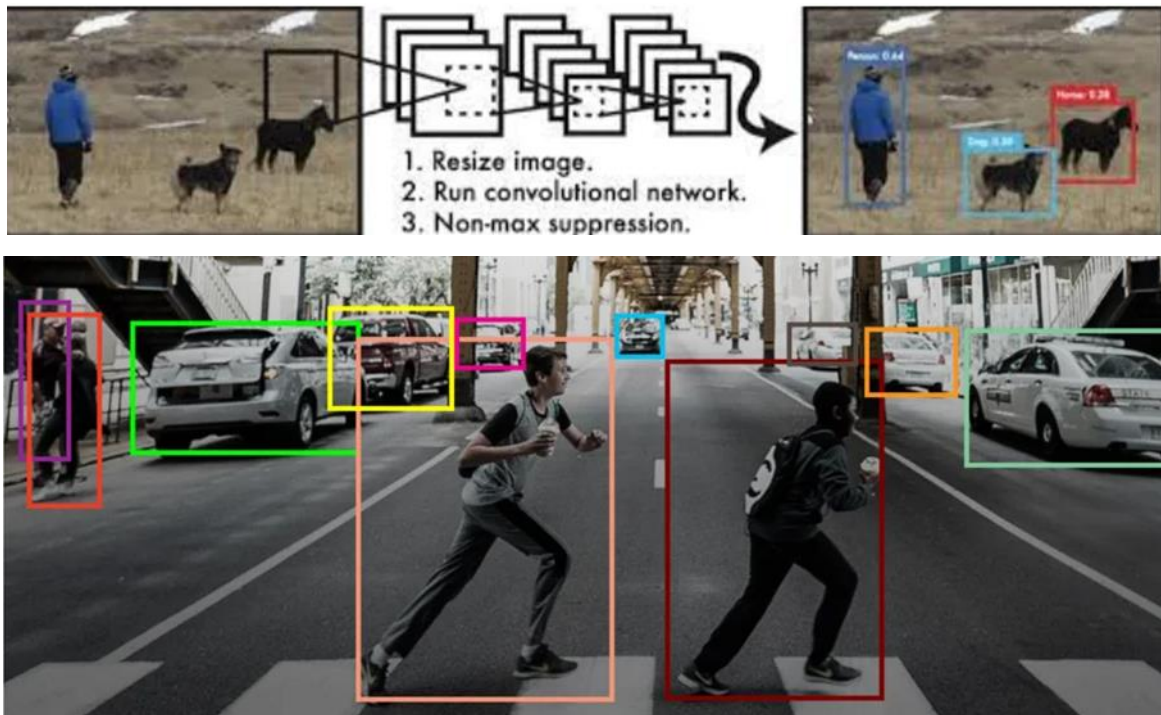 Person: 0.64
Horse: 0.28
Dog: 0.30
1. Resize image.
2. Run convolutional network.
3. Non-max suppression.